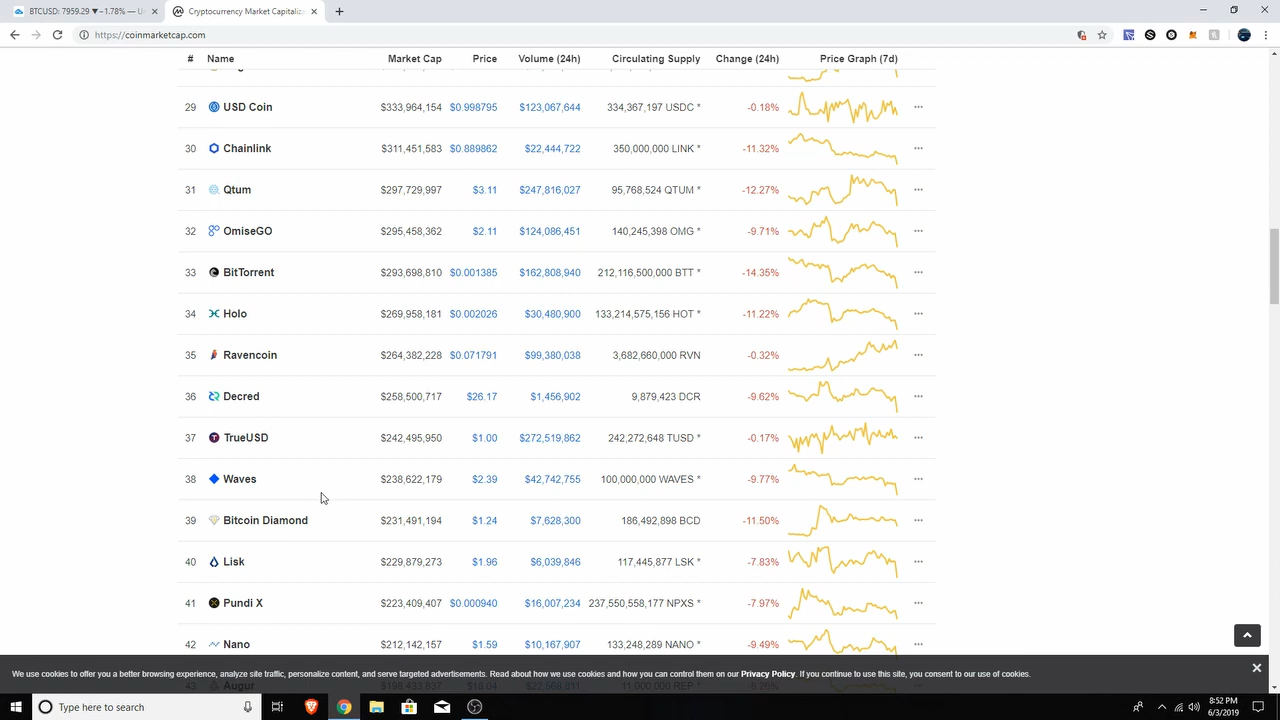 BTCUSD: 7959.29 ▼−1.78% — U
Cryptocurrency Market Capitaliz
https://coinmarketcap.com
# Name Market Cap Price Volume (24h) Circulating Supply Change (24h) Price Graph (7d)
29 USD Coin $333,964,154 $0.998795 $123,067,644 334,367,197 USDC * -0.18%
30 Chainlink $311,451,583 $0.889862 $22,444,722 350,000,000 LINK * -11.32%
31 Qtum $297,729,997 $3.11 $247,816,027 95,768,524 QTUM * -12.27%
32 OmiseGO $295,458,362 $2.11 $124,086,451 140,245,398 OMG * -9.71%
33 BitTorrent $293,698,810 $0.001385 $162,808,940 212,116,500,000 BTT * -14.35%
34 Holo $269,958,181 $0.002026 $30,480,900 133,214,575,156 HOT * -11.22%
35 Ravencoin $264,382,228 $0.071791 $99,380,038 3,682,660,000 RVN -0.32%
36 Decred $258,500,717 $26.17 $1,456,902 9,879,423 DCR -9.62%
37 TrueUSD $242,495,950 $1.00 $272,519,862 242,272,648 TUSD * -0.17%
38 Waves $238,622,179 $2.39 $42,742,755 100,000,000 WAVES * -9.77%
39 Bitcoin Diamond $231,491,194 $1.24 $7,628,300 186,492,898 BCD -11.50%
40 Lisk $229,879,273 $1.96 $6,039,846 117,445,877 LSK * -7.83%
41 Pundi X $223,409,407 $0.000940 $16,007,234 237,550,558,177 NPXS * -7.97%
42 Nano $212,142,157 $1.59 $10,167,907 133,248,289 NANO * -9.49%
We use cookies to offer you a better browsing experience, analyze site traffic, personalize content, and serve targeted advertisements. Read about how we use cookies and how you can control them on our Privacy Policy. If you continue to use this site, you consent to our use of cookies.
43 Augur 11,000,000 REP *
Type here to search
8:52 PM
6/3/2019